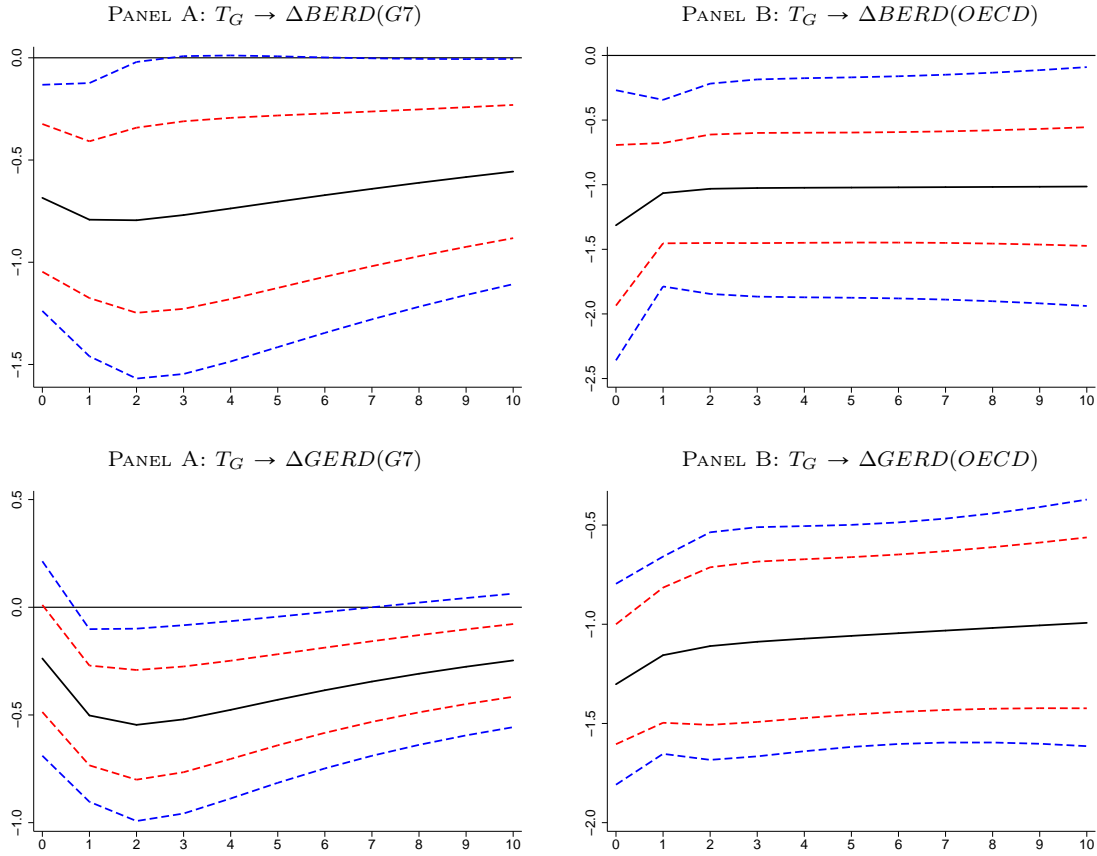 PANEL A: T_G → ΔBERD(G7)
0.0
−0.5
−1.0
−1.5
0 1 2 3 4 5 6 7 8 9 10
PANEL B: T_G → ΔBERD(OECD)
0.0
−0.5
−1.0
−1.5
−2.0
−2.5
0 1 2 3 4 5 6 7 8 9 10
PANEL A: T_G → ΔGERD(G7)
0.5
0.0
−0.5
−1.0
0 1 2 3 4 5 6 7 8 9 10
PANEL B: T_G → ΔGERD(OECD)
−0.5
−1.0
−1.5
−2.0
0 1 2 3 4 5 6 7 8 9 10